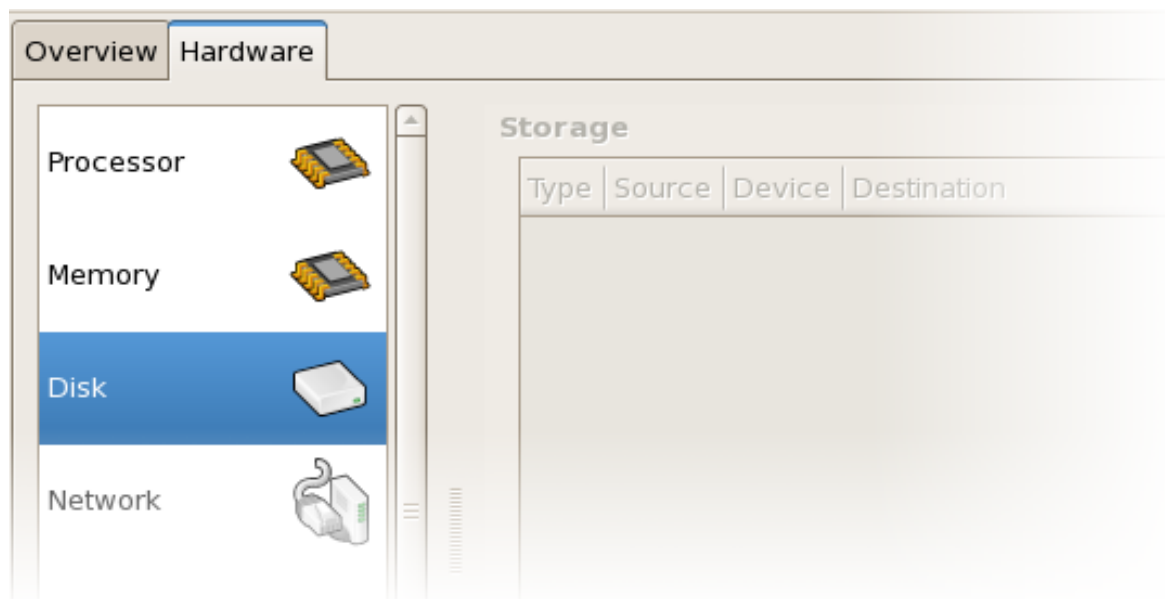 Overview Hardware
Processor
Memory
Disk
Network
Storage
Type Source Device Destination